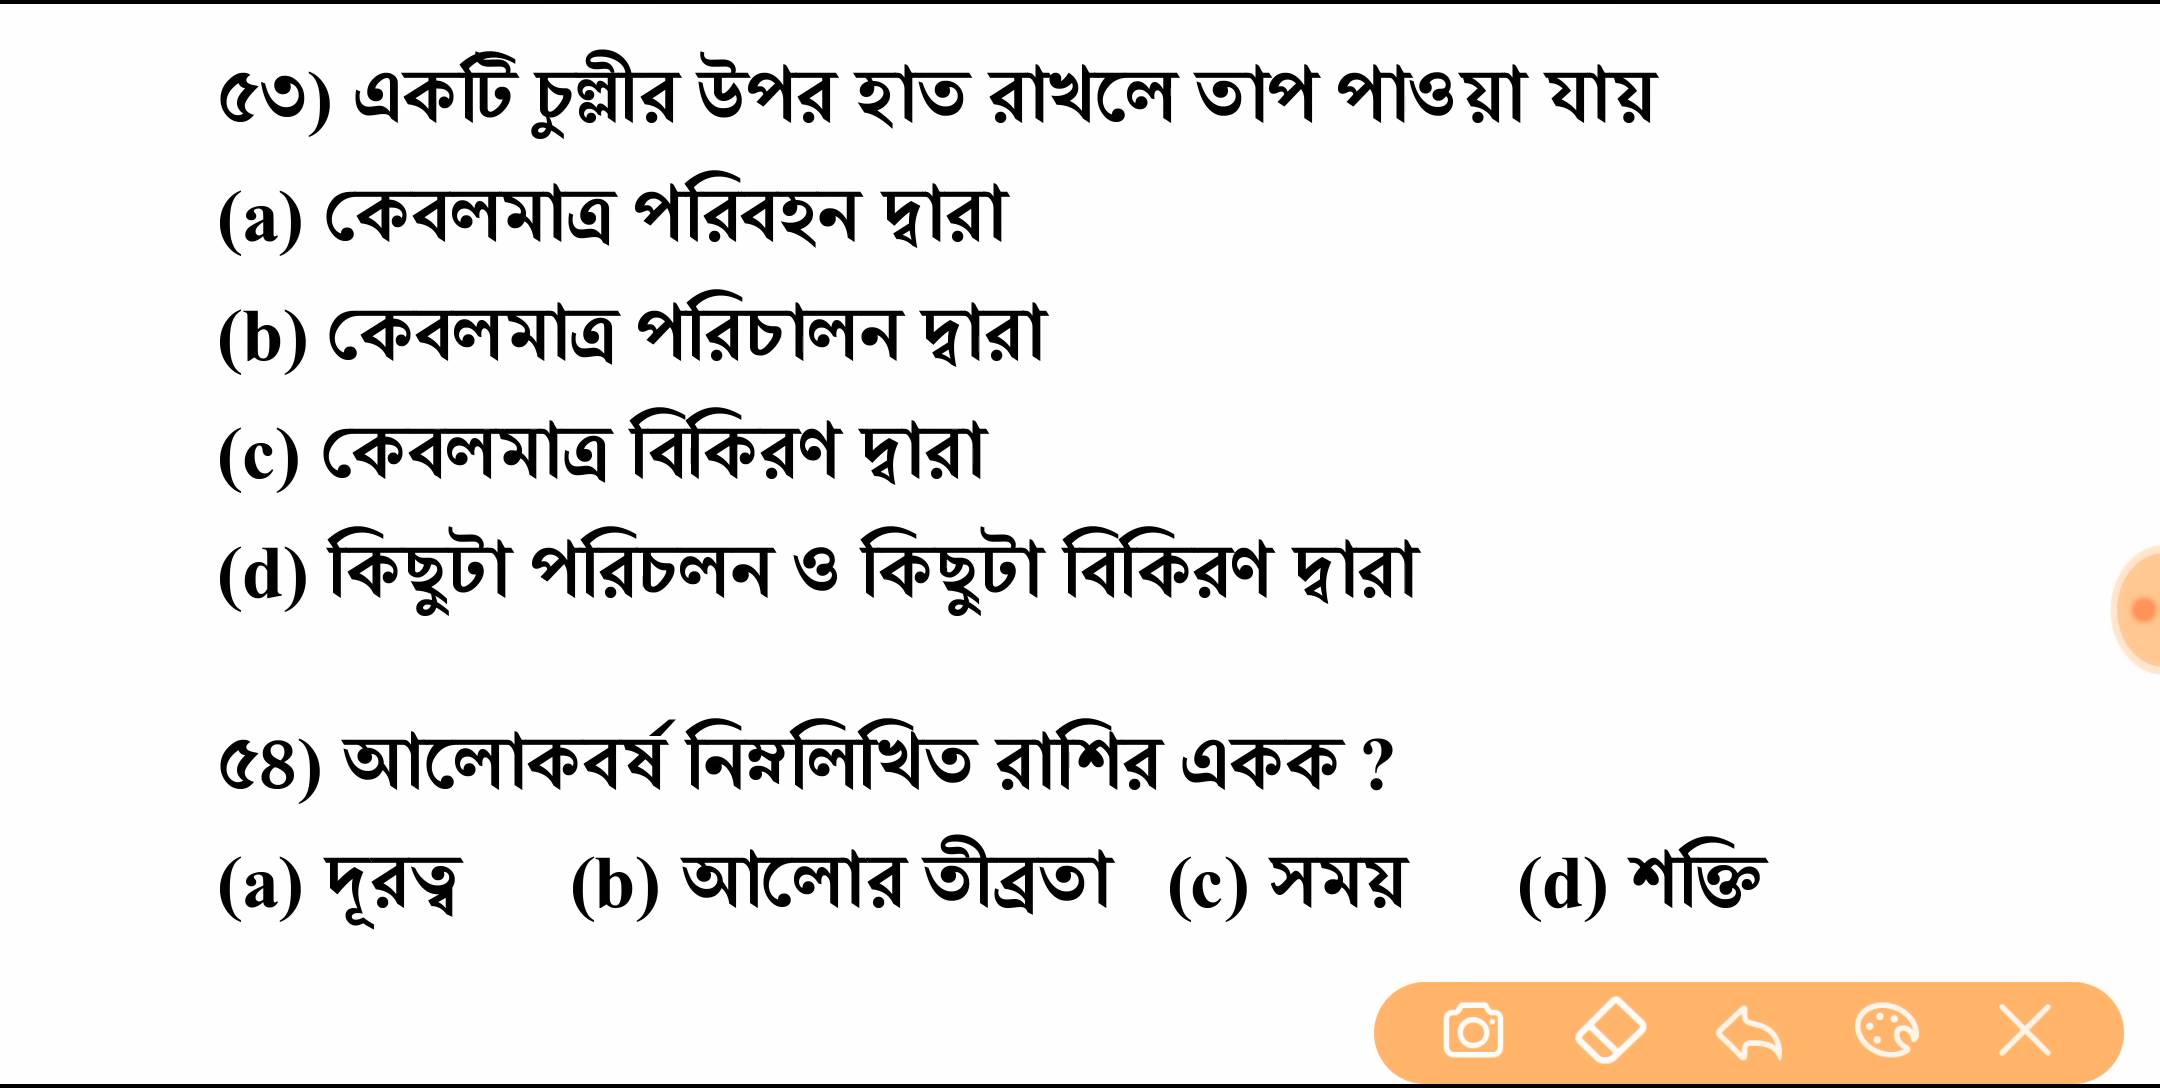 ৫৩) একটি চুল্লীর উপর হাত রাখলে তাপ পাওয়া যায়
(a) কেবলমাত্র পরিবহন দ্বারা
(b) কেবলমাত্র পরিচালন দ্বারা
(c) কেবলমাত্র বিকিরণ দ্বারা
(d) কিছুটা পরিচলন ও কিছুটা বিকিরণ দ্বারা
৫৪) আলোকবর্ষ নিম্নলিখিত রাশির একক ?
(a) দূরত্ব (b) আলোর তীব্রতা (c) সময় (d) শক্তি